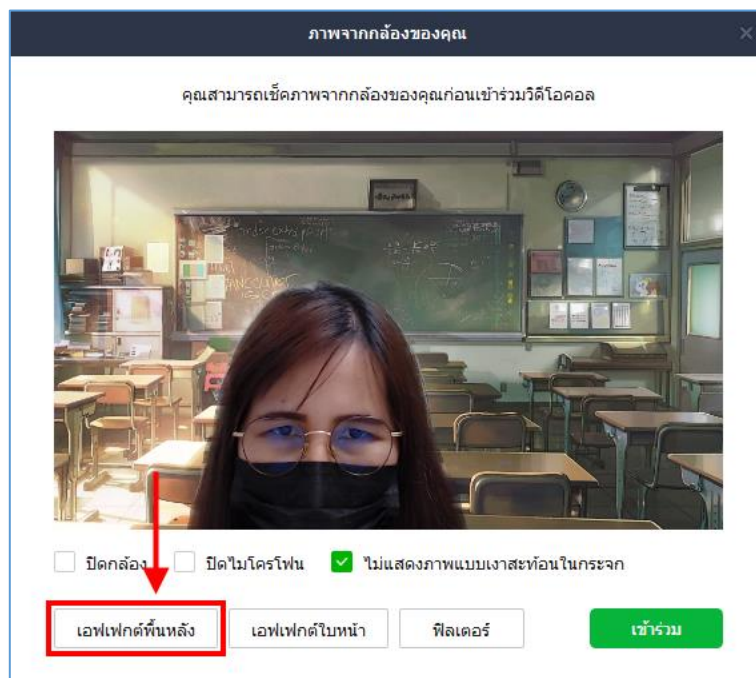 ภาพจากกล้องของคุณ
คุณสามารถเช็คภาพจากกล้องของคุณก่อนเข้าร่วมวิดีโอคอล
ปิดกล้อง ปิดไมโครโฟน ไม่แสดงภาพแบบเงาสะท้อนในกระจก
เอฟเฟกต์พื้นหลัง เอฟเฟกต์ใบหน้า ฟิลเตอร์ เข้าร่วม